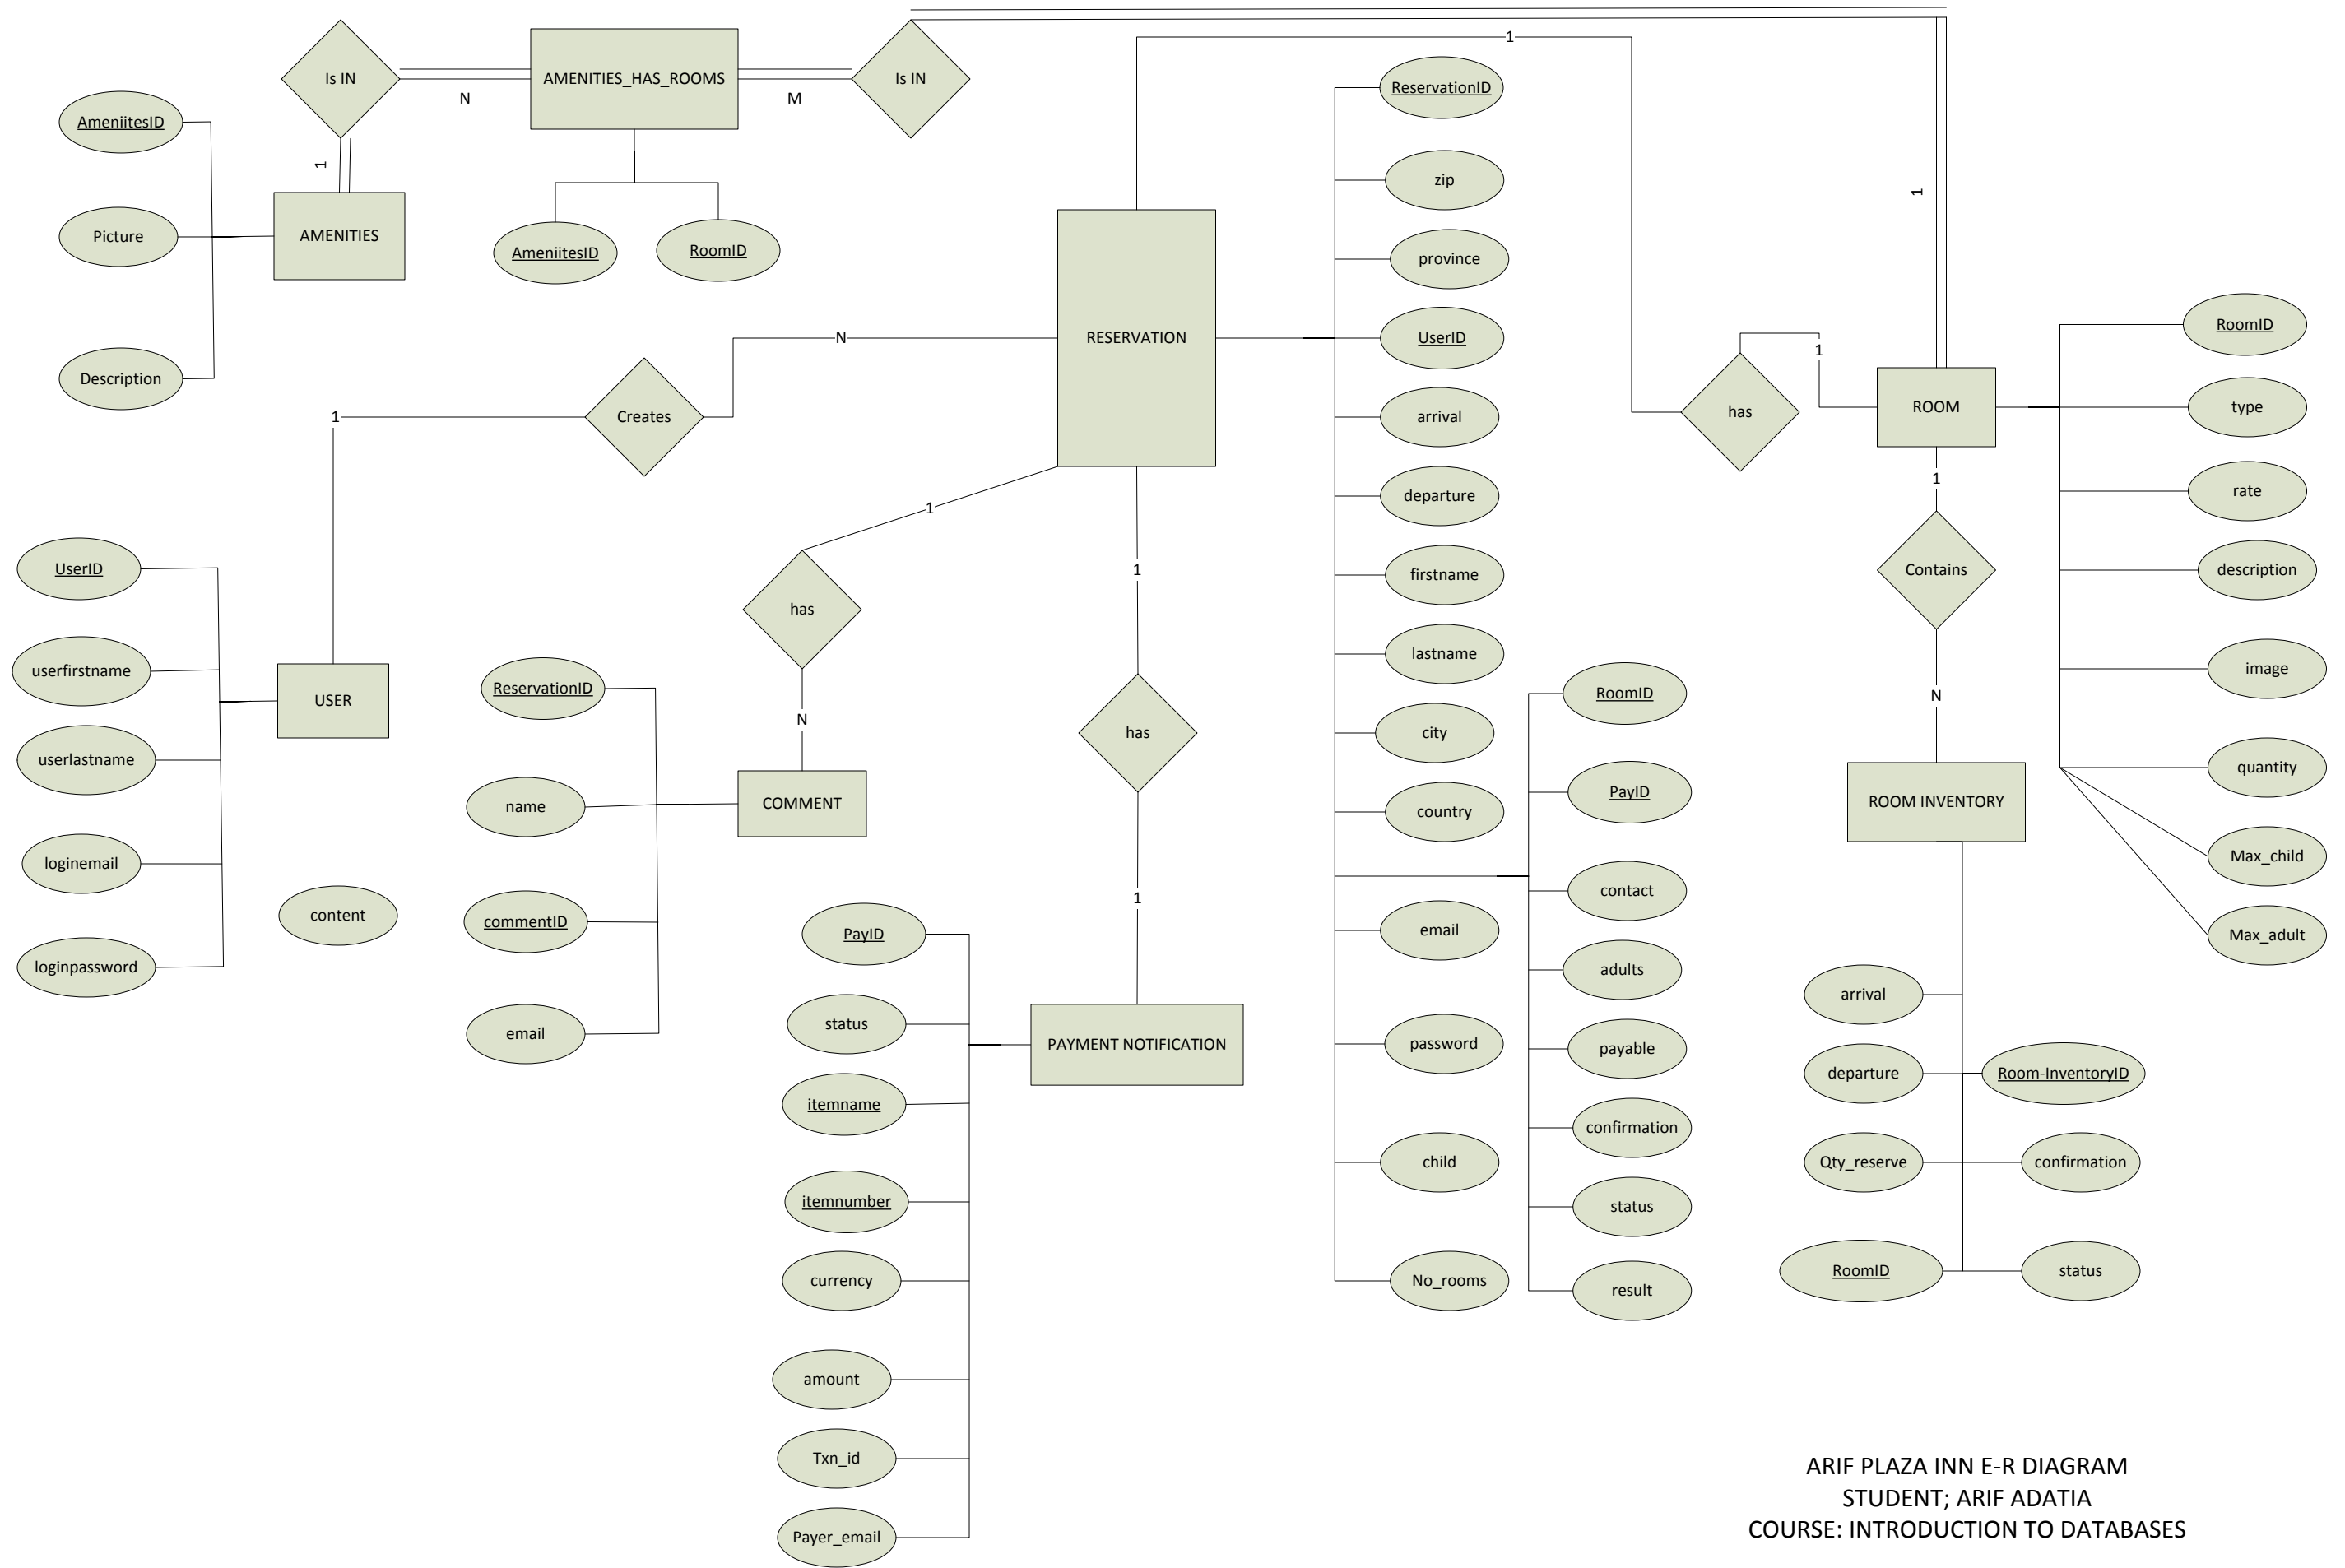 Is IN
N
1
AMENITIES_HAS_ROOMS
M
Is IN
1
AmeniitesID
Picture
Description
AMENITIES
AmeniitesID
RoomID
1
RESERVATION
N
Creates
1
ReservationID
zip
province
UserID
arrival
departure
firstname
lastname
city
country
email
password
child
No_rooms
RoomID
PayID
contact
adults
payable
confirmation
status
result
has
1
ROOM
RoomID
type
rate
description
image
quantity
Max_child
Max_adult
1
Contains
N
ROOM INVENTORY
arrival
departure
Qty_reserve
RoomID
Room-InventoryID
confirmation
status
UserID
userfirstname
userlastname
loginemail
loginpassword
USER
content
1
has
N
COMMENT
ReservationID
name
commentID
email
1
has
1
PAYMENT NOTIFICATION
PayID
status
itemname
itemnumber
currency
amount
Txn_id
Payer_email
ARIF PLAZA INN E-R DIAGRAM
STUDENT; ARIF ADATIA
COURSE: INTRODUCTION TO DATABASES